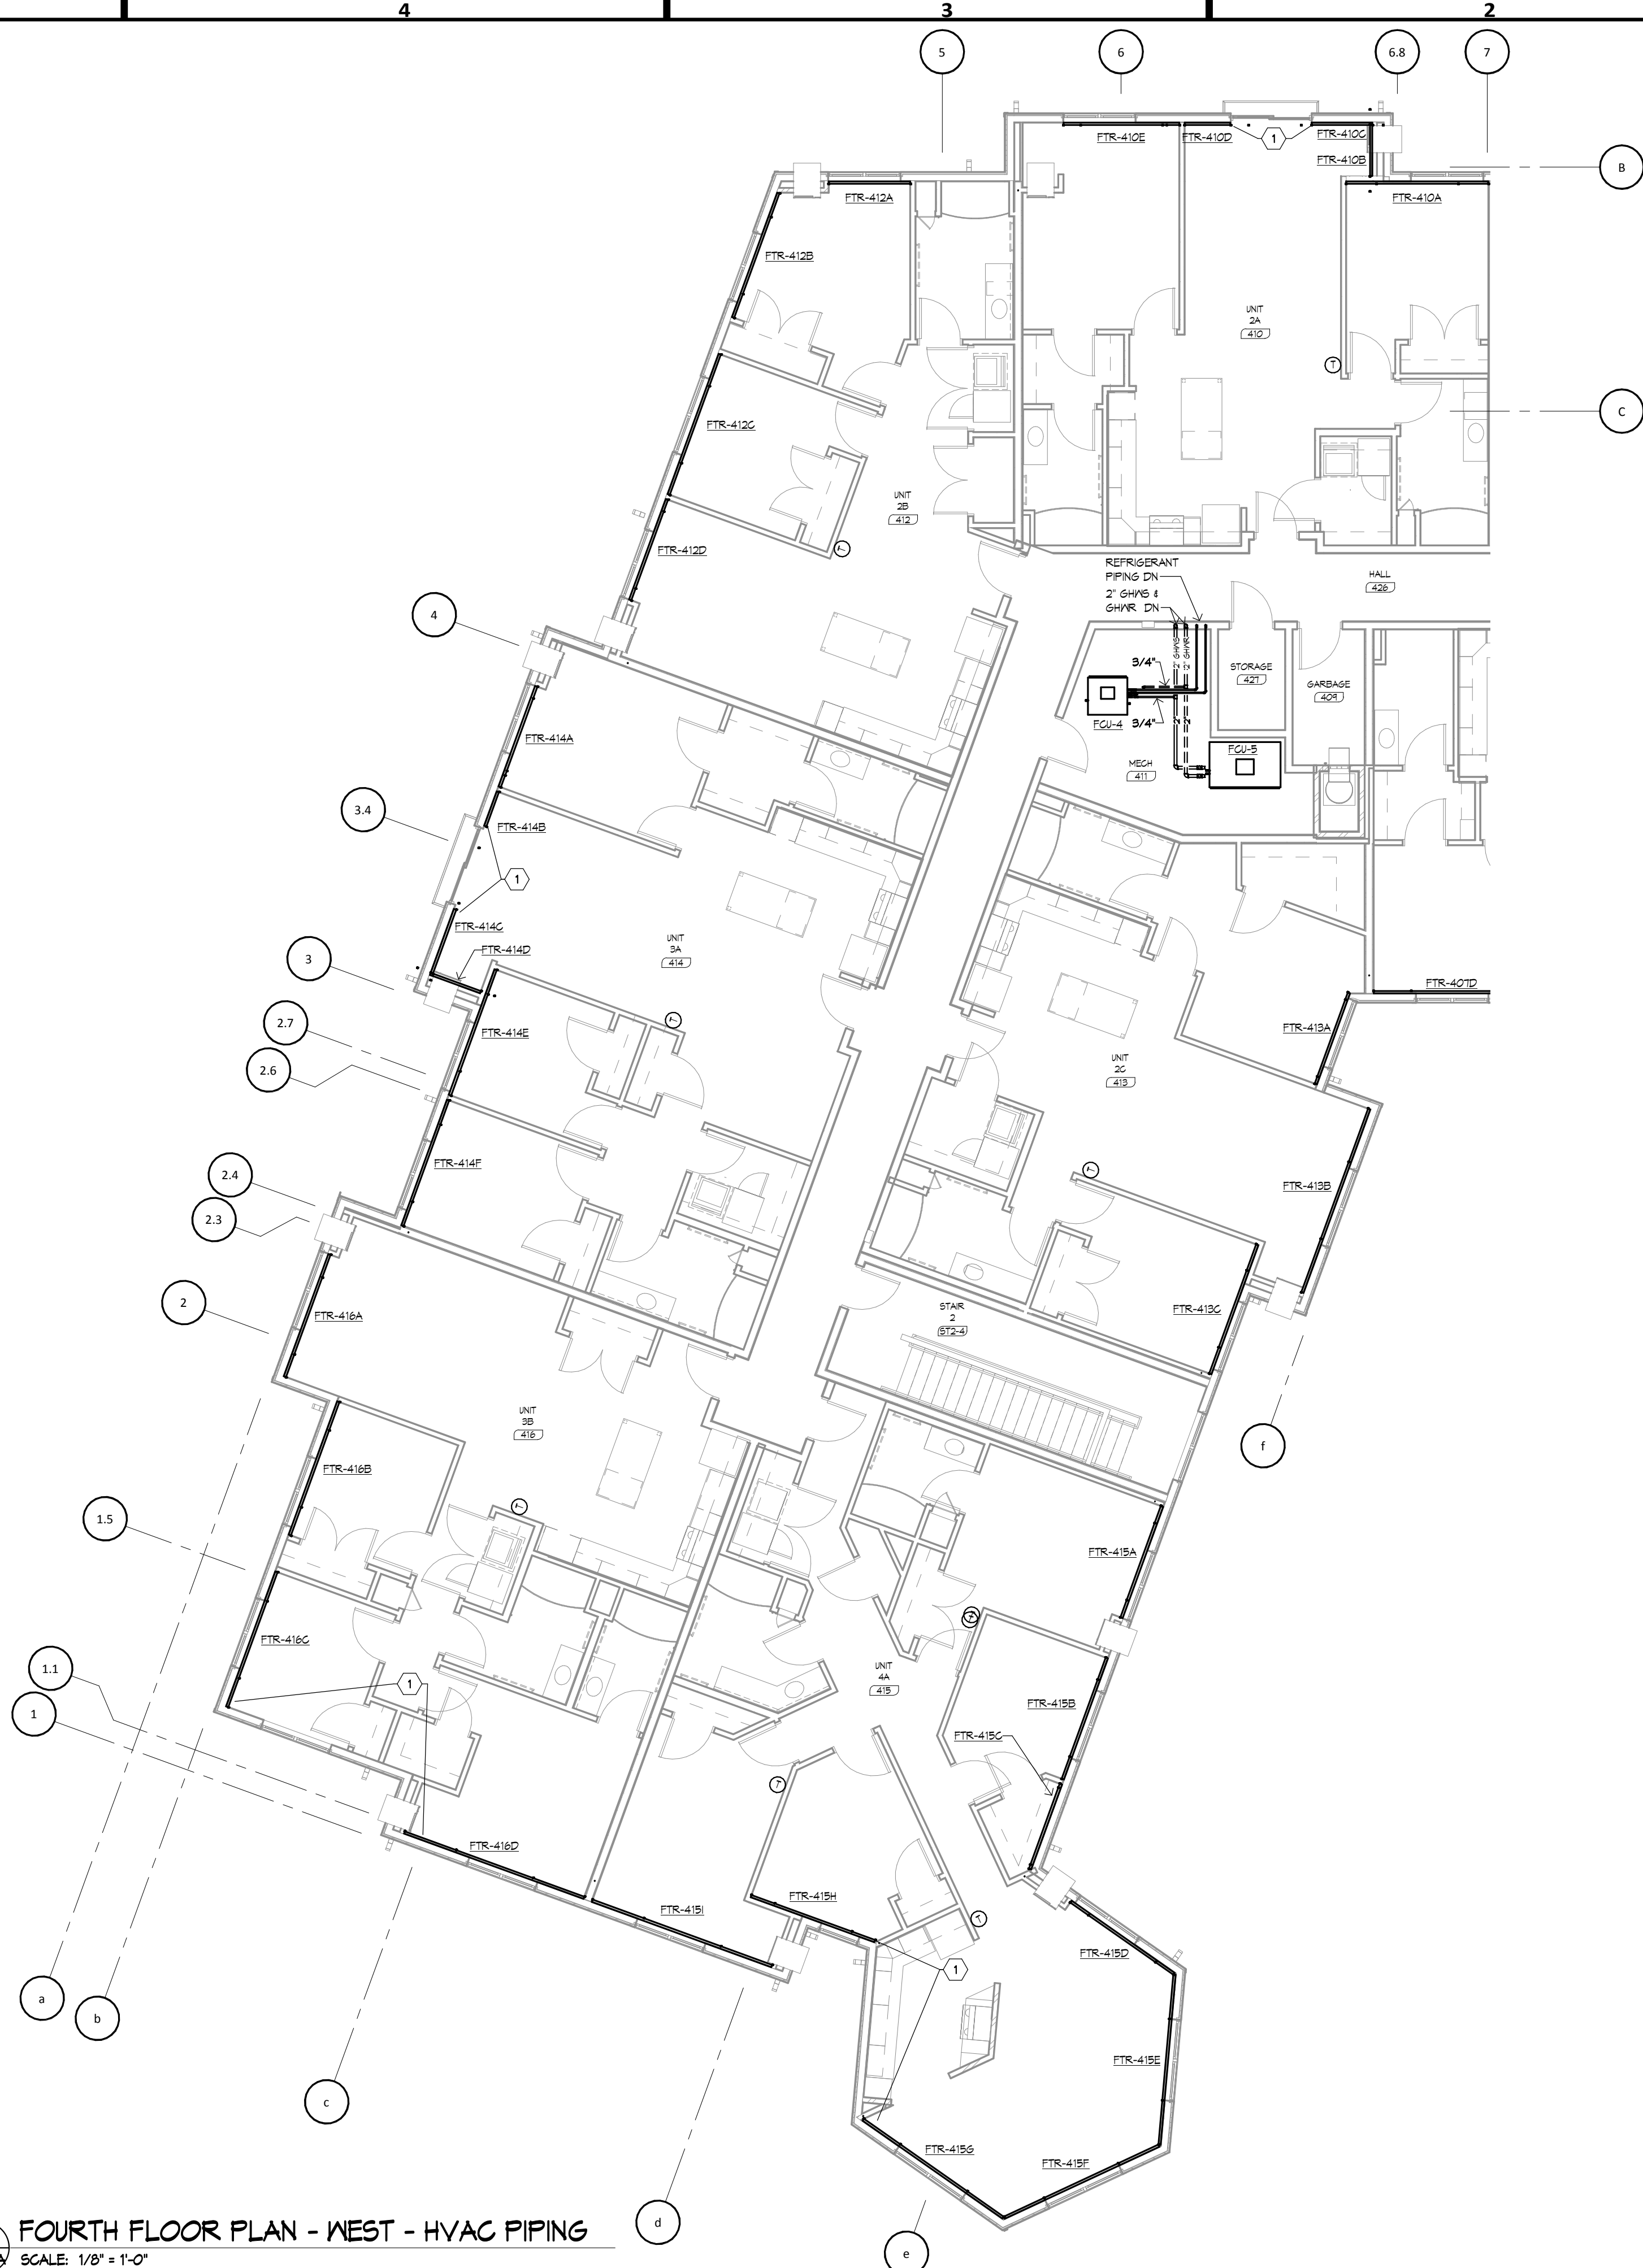 4
3
2
5
6
6.8
7
FTR-410E
FTR-410D
1
FTR-410C
FTR-410B
B
FTR-412A
FTR-410A
FTR-412B
UNIT
2A
410
T
C
FTR-412C
UNIT
2B
412
T
FTR-412D
REFRIGERANT
PIPING DN
2" GHWS &
GHWR DN
HALL
426
4
2" GHWS
2" GHWR
3/4"
STORAGE
427
GARBAGE
409
FCU-4
3/4"
2"
2"
FTR-414A
FCU-5
MECH
411
3.4
FTR-414B
1
FTR-414C
FTR-414D
UNIT
3A
414
3
FTR-407D
2.7
FTR-414E
T
FTR-413A
2.6
UNIT
2C
413
2.4
FTR-414F
T
FTR-413B
2.3
2
FTR-416A
STAIR
2
ST2-4
FTR-413C
UNIT
3B
416
f
FTR-416B
T
1.5
FTR-415A
FTR-416C
T
1.1
1
UNIT
4A
415
1
FTR-415B
FTR-415C
T
FTR-416D
FTR-415H
FTR-415I
T
FTR-415D
1
a
b
FTR-415E
c
FTR-415G
FTR-415F
d
e
FOURTH FLOOR PLAN - WEST - HVAC PIPING
A SCALE: 1/8" = 1'-0"